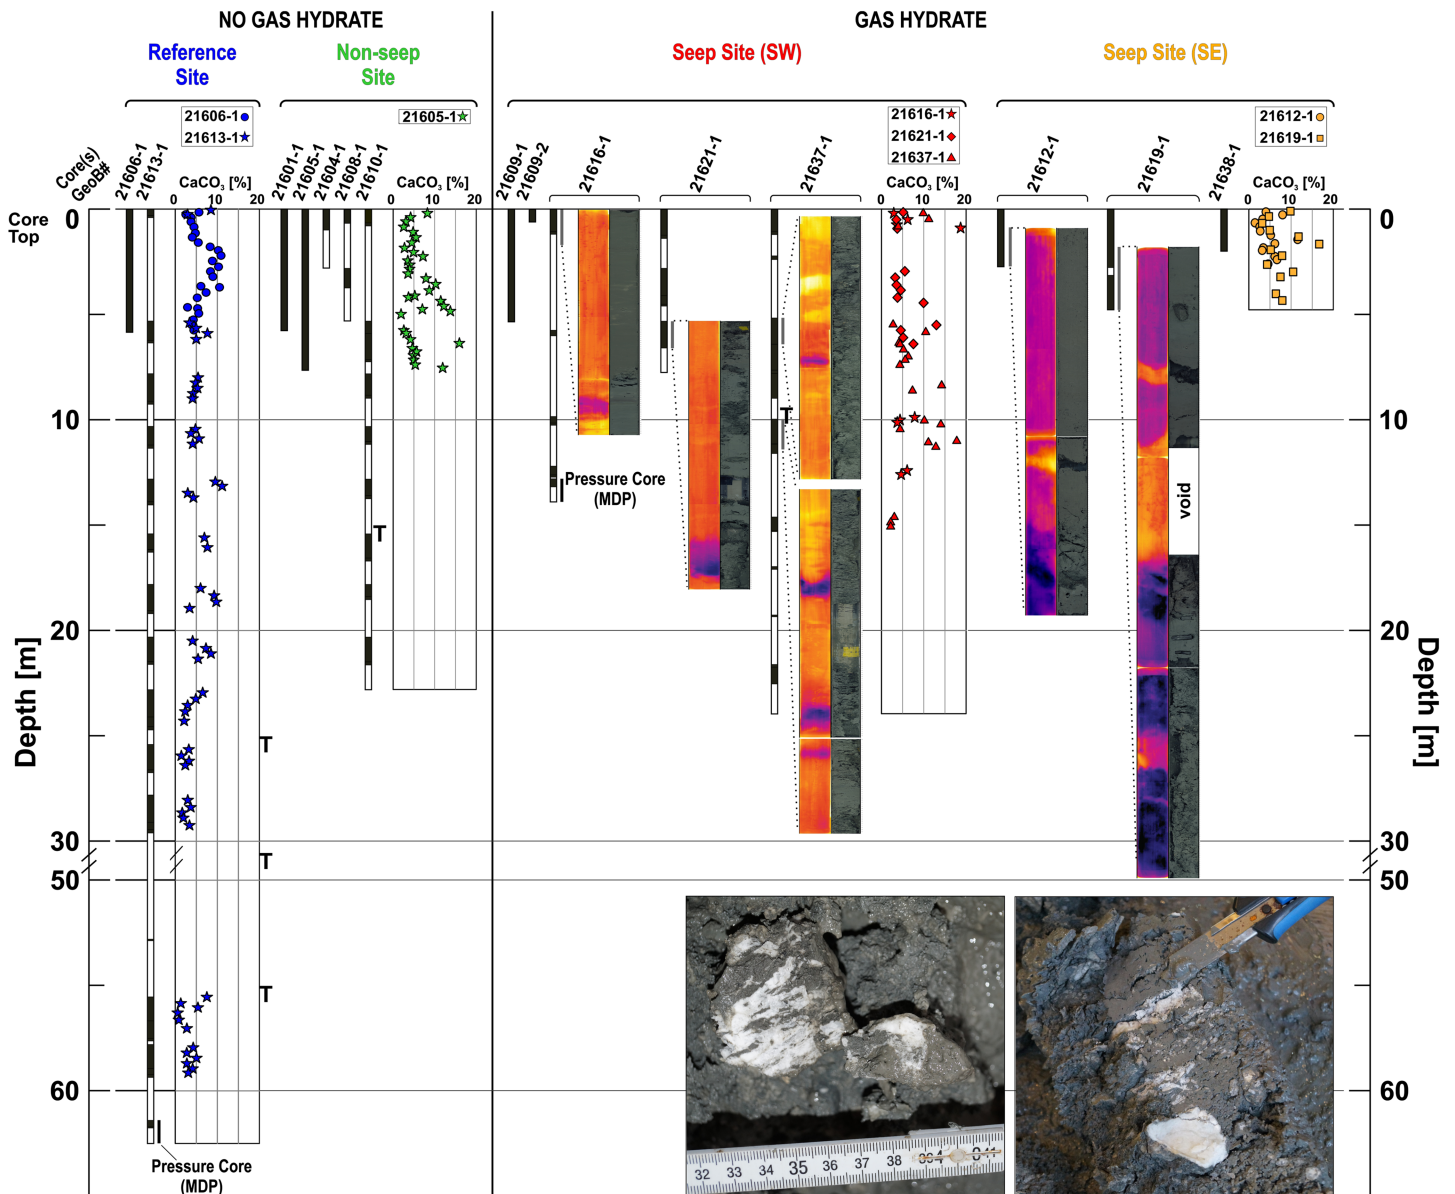 NO GAS HYDRATE
GAS HYDRATE
Reference
Site
Non-seep
Site
Seep Site (SW)
Seep Site (SE)
21606-1
21613-1
21605-1
21616-1
21621-1
21637-1
21612-1
21619-1
Core(s)
GeoB#
21606-1
21613-1
21601-1
21605-1
21604-1
21608-1
21610-1
21609-1
21609-2
21616-1
21621-1
21637-1
21612-1
21619-1
21638-1
CaCO3 [%]
CaCO3 [%]
CaCO3 [%]
CaCO3 [%]
0 10 20
0 10 20
0 10 20
0 10 20
Core
Top
0
0
10
10
T
Pressure Core
(MDP)
void
T
20
20
Depth [m]
Depth [m]
T
30
30
T
50
50
T
60
60
Pressure Core
(MDP)
32 33 34 35 36 37 38